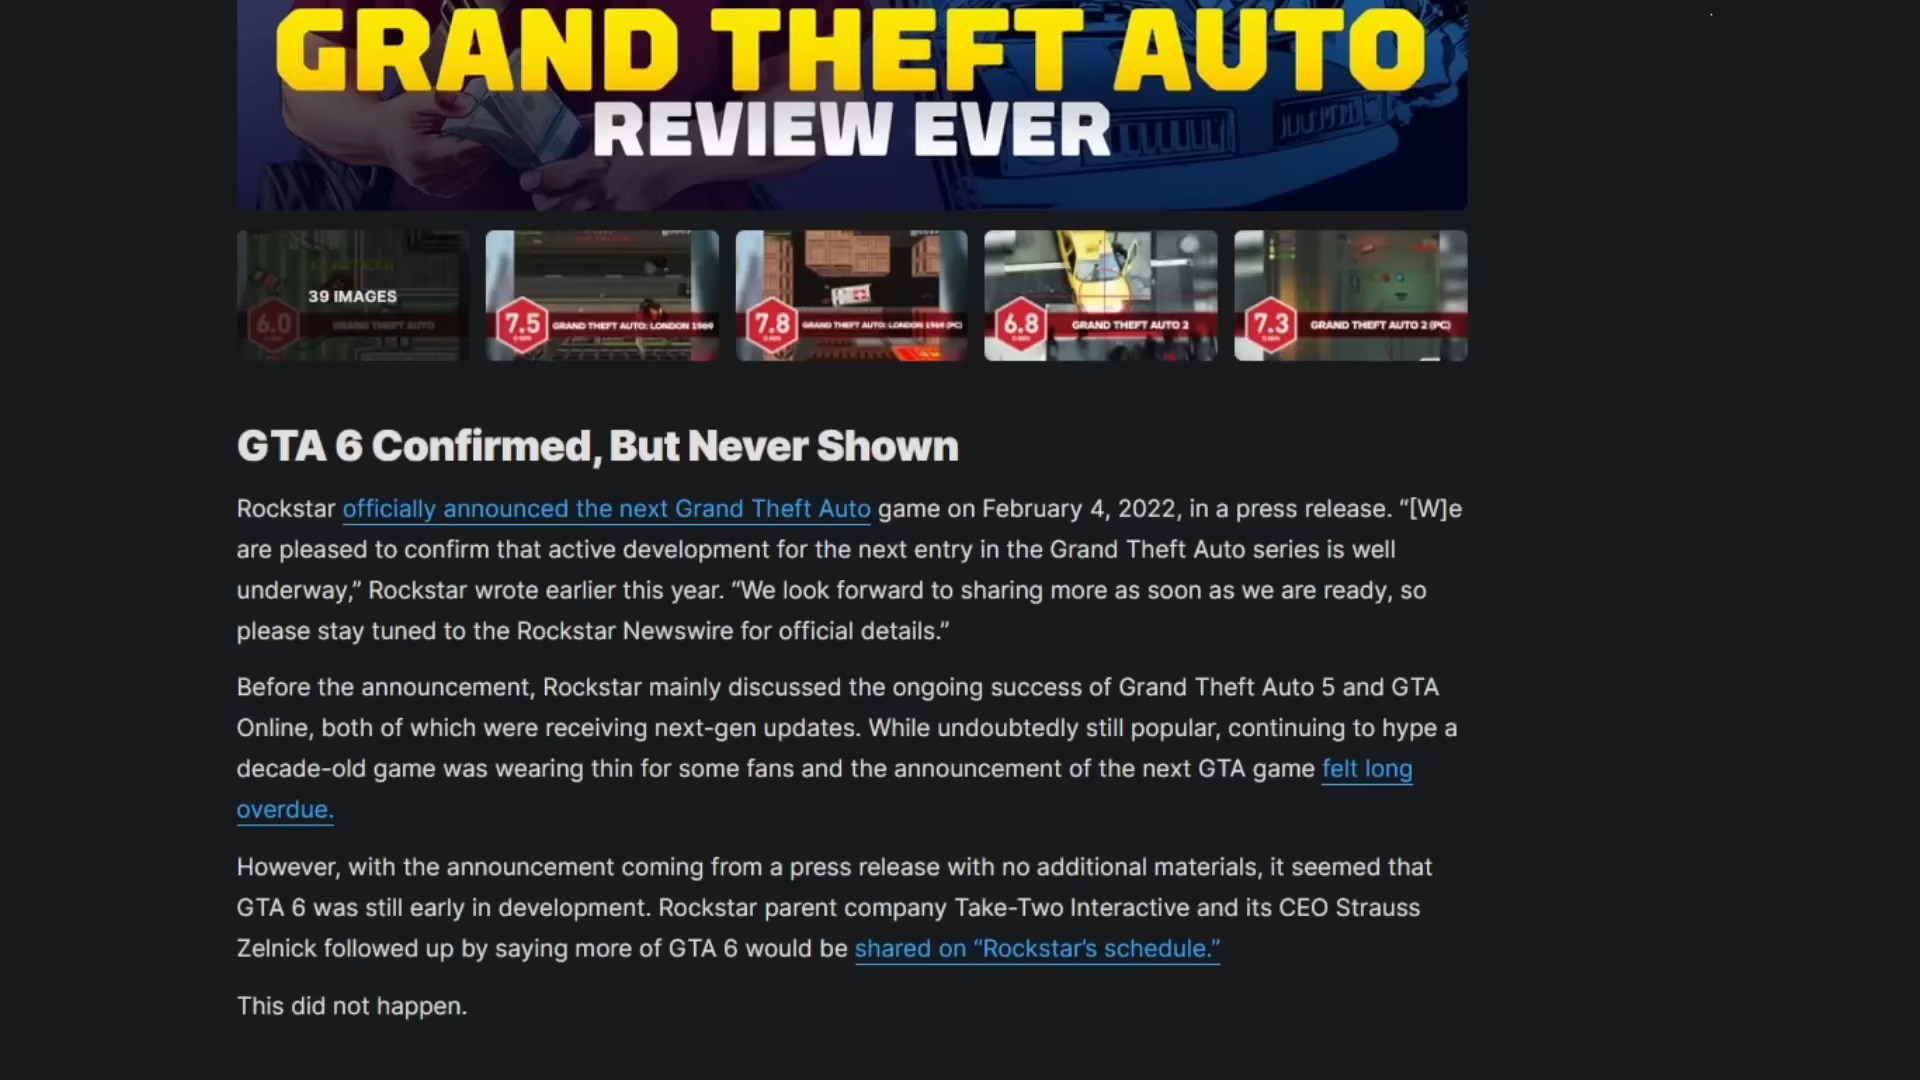 GRAND THEFT AUTO
REVIEW EVER
39 IMAGES
6.0 GRAND THEFT AUTO
7.5 GRAND THEFT AUTO: LONDON 1969
7.8 GRAND THEFT AUTO: LONDON 1969 (PC)
6.8 GRAND THEFT AUTO 2
7.3 GRAND THEFT AUTO 2 (PC)
GTA 6 Confirmed, But Never Shown
Rockstar officially announced the next Grand Theft Auto game on February 4, 2022, in a press release. “[W]e
are pleased to confirm that active development for the next entry in the Grand Theft Auto series is well
underway,” Rockstar wrote earlier this year. “We look forward to sharing more as soon as we are ready, so
please stay tuned to the Rockstar Newswire for official details.”
Before the announcement, Rockstar mainly discussed the ongoing success of Grand Theft Auto 5 and GTA
Online, both of which were receiving next-gen updates. While undoubtedly still popular, continuing to hype a
decade-old game was wearing thin for some fans and the announcement of the next GTA game felt long
overdue.
However, with the announcement coming from a press release with no additional materials, it seemed that
GTA 6 was still early in development. Rockstar parent company Take-Two Interactive and its CEO Strauss
Zelnick followed up by saying more of GTA 6 would be shared on “Rockstar’s schedule.”
This did not happen.